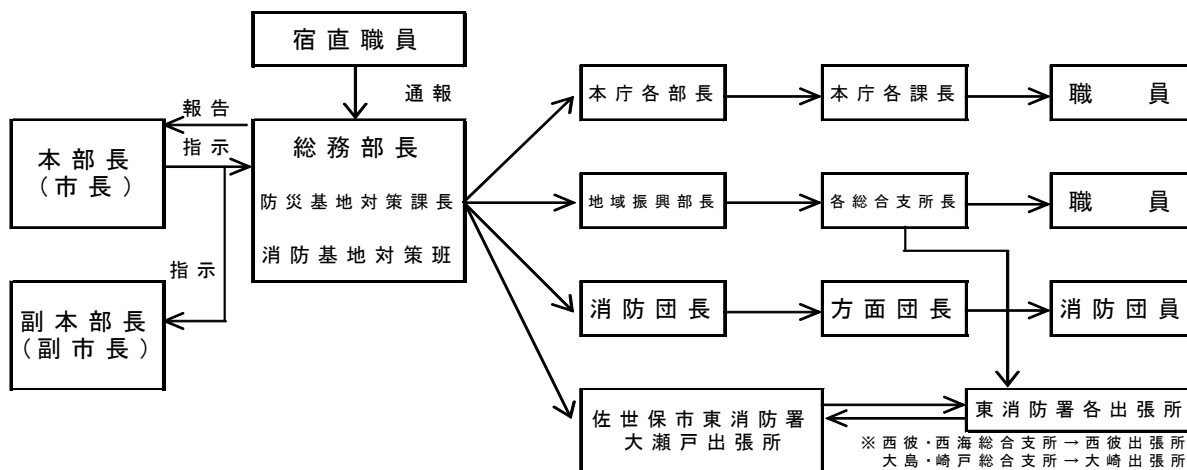 宿直職員
通報
報告
指示
本部長
(市長)
総務部長
防災基地対策課長
消防基地対策班
指示
副本部長
(副市長)
本庁各部長
本庁各課長
職員
地域振興部長
各総合支所長
職員
消防団長
方面団長
消防団員
佐世保市東消防署
大瀬戸出張所
東消防署各出張所
※西彼・西海総合支所→西彼出張所
大島・崎戸総合支所→大崎出張所